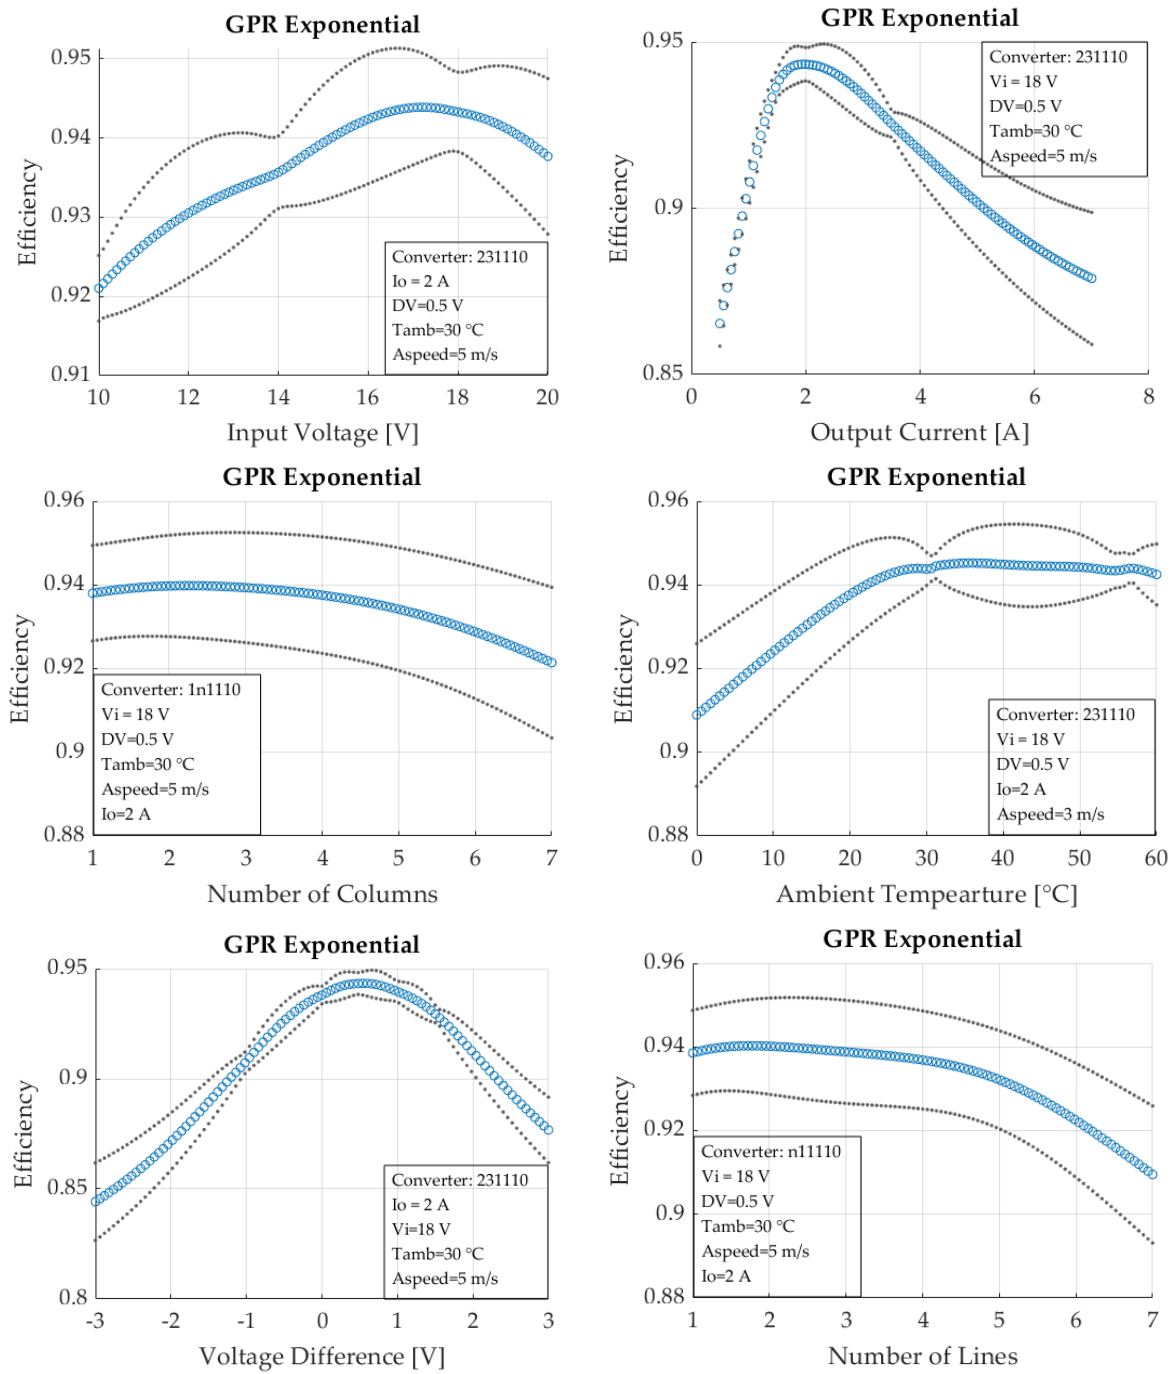 GPR Exponential
Efficiency
0.95
0.94
0.93
0.92
0.91
10
12
14
16
18
20
Input Voltage [V]
Converter: 231110
Io = 2 A
DV=0.5 V
Tamb=30 °C
Aspeed=5 m/s
GPR Exponential
Efficiency
0.95
0.9
0.85
0
2
4
6
8
Output Current [A]
Converter: 231110
Vi = 18 V
DV=0.5 V
Tamb=30 °C
Aspeed=5 m/s
GPR Exponential
Efficiency
0.96
0.94
0.92
0.9
0.88
1
2
3
4
5
6
7
Number of Columns
Converter: 1n1110
Vi = 18 V
DV=0.5 V
Tamb=30 °C
Aspeed=5 m/s
Io=2 A
GPR Exponential
Efficiency
0.96
0.94
0.92
0.9
0.88
0
10
20
30
40
50
60
Ambient Tempearture [°C]
Converter: 231110
Vi = 18 V
DV=0.5 V
Io=2 A
Aspeed=3 m/s
GPR Exponential
Efficiency
0.95
0.9
0.85
0.8
-3
-2
-1
0
1
2
3
Voltage Difference [V]
Converter: 231110
Io = 2 A
Vi=18 V
Tamb=30 °C
Aspeed=5 m/s
GPR Exponential
Efficiency
0.96
0.94
0.92
0.9
0.88
1
2
3
4
5
6
7
Number of Lines
Converter: n11110
Vi = 18 V
DV=0.5 V
Tamb=30 °C
Aspeed=5 m/s
Io=2 A